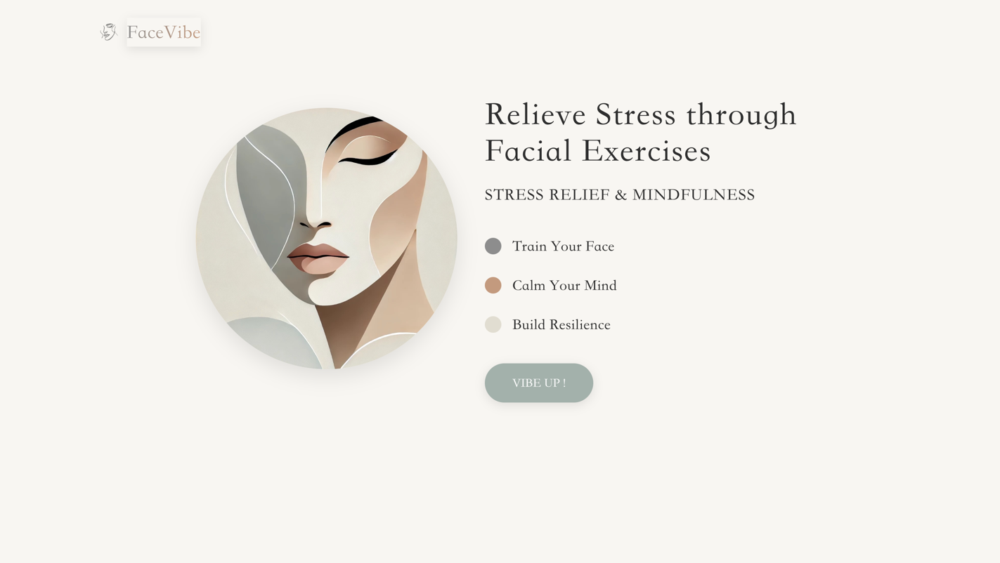 FaceVibe
Relieve Stress through
Facial Exercises
STRESS RELIEF & MINDFULNESS
Train Your Face
Calm Your Mind
Build Resilience
VIBE UP !